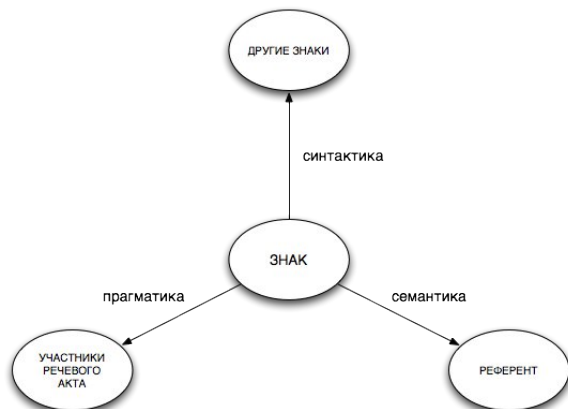 ДРУГИЕ ЗНАКИ
синтактика
ЗНАК
прагматика
семантика
УЧАСТНИКИ
РЕЧЕВОГО
АКТА
РЕФЕРЕНТ